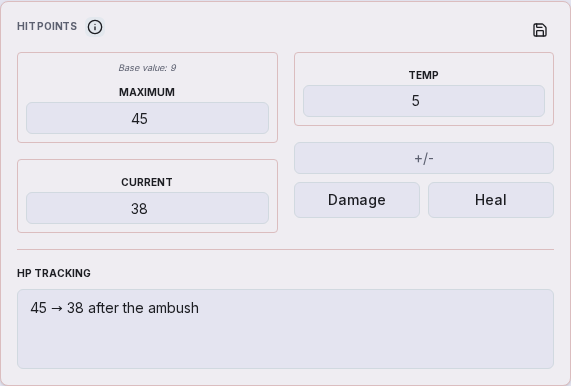 HITPOINTS
Base value: 9
MAXIMUM
45
TEMP
5
+/-
Damage
Heal
CURRENT
38
HP TRACKING
45 → 38 after the ambush